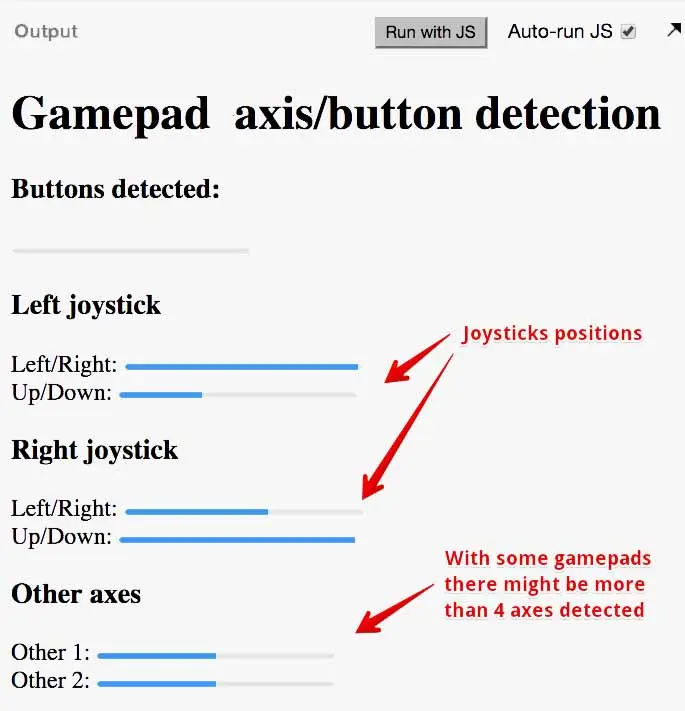 Output Run with JS Auto-run JS
Gamepad axis/button detection
Buttons detected:
Left joystick
Joysticks positions
Left/Right:
Up/Down:
Right joystick
Left/Right:
Up/Down:
With some gamepads
there might be more
than 4 axes detected
Other axes
Other 1:
Other 2: